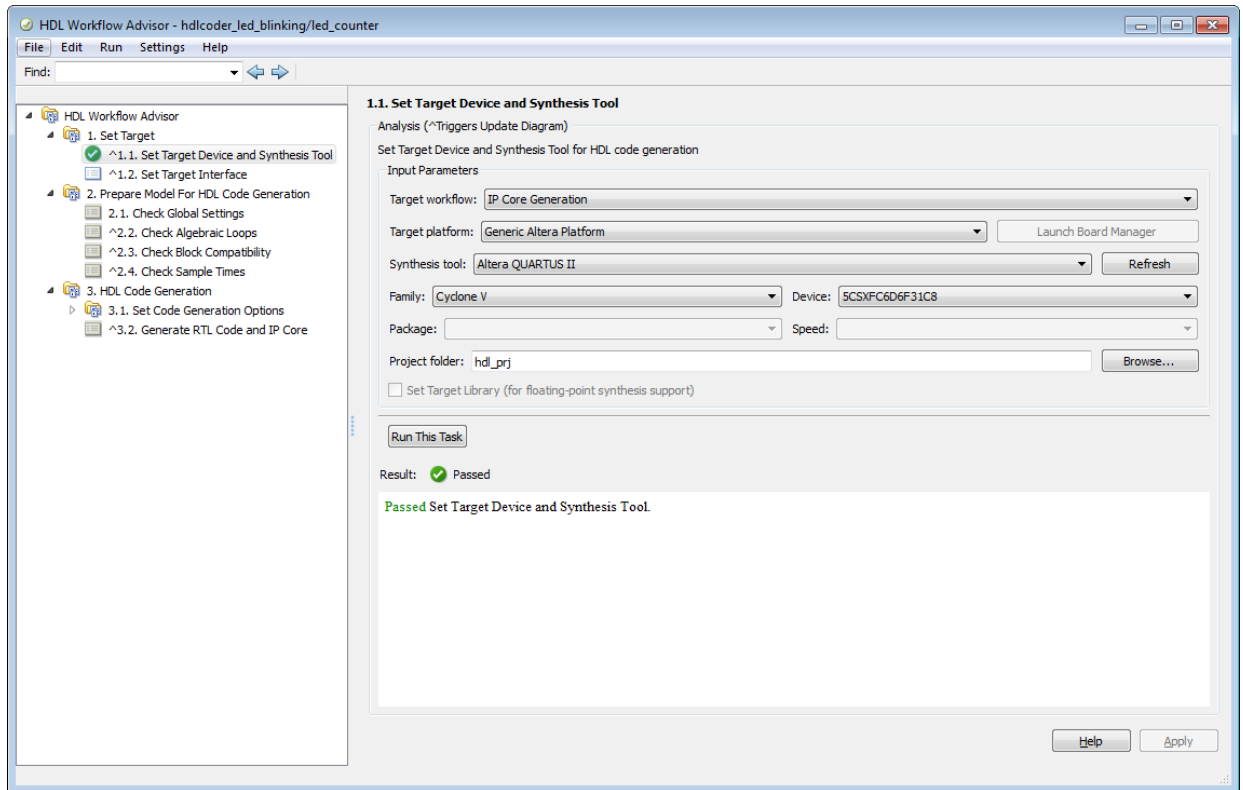 HDL Workflow Advisor - hdlcoder_led_blinking/led_counter
File Edit Run Settings Help
Find:
HDL Workflow Advisor
1. Set Target
^1.1. Set Target Device and Synthesis Tool
^1.2. Set Target Interface
2. Prepare Model For HDL Code Generation
2.1. Check Global Settings
^2.2. Check Algebraic Loops
^2.3. Check Block Compatibility
^2.4. Check Sample Times
3. HDL Code Generation
3.1. Set Code Generation Options
^3.2. Generate RTL Code and IP Core
1.1. Set Target Device and Synthesis Tool
Analysis (^Triggers Update Diagram)
Set Target Device and Synthesis Tool for HDL code generation
Input Parameters
Target workflow: IP Core Generation
Target platform: Generic Altera Platform Launch Board Manager
Synthesis tool: Altera QUARTUS II Refresh
Family: Cyclone V Device: 5CSXFC6D6F31C8
Package: Speed:
Project folder: hdl_prj Browse...
Set Target Library (for floating-point synthesis support)
Run This Task
Result: Passed
Passed Set Target Device and Synthesis Tool.
Help Apply